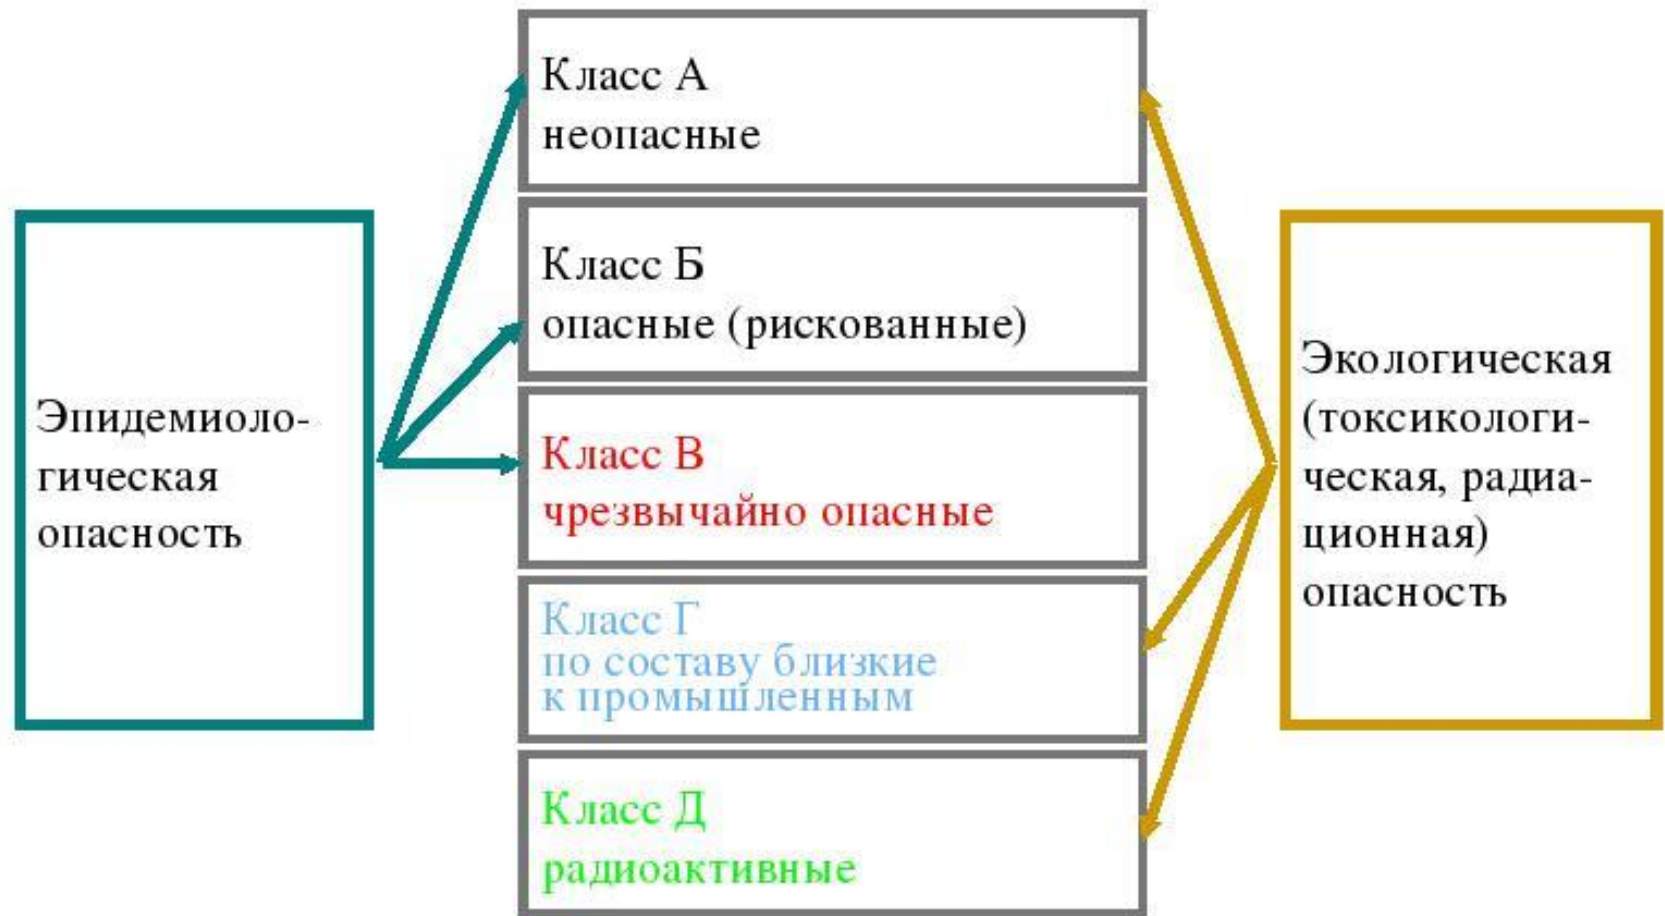 Класс А
неопасные
Класс Б
опасные (рискованные)
Класс В
чрезвычайно опасные
Класс Г
по составу близкие
к промышленным
Класс Д
радиоактивные
Эпидемиоло-
гическая
опасность
Экологическая
(токсикологи-
ческая, радиа-
ционная)
опасность